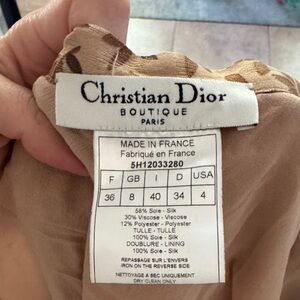 Christian Dior
BOUTIQUE
PARIS
MADE IN FRANCE
Fabriqué en France
5H12033280
F GB I D USA
36 8 40 34 4
58% Soie - Silk
30% Viscose - Viscose
12% Polyester - Polyester
TULLE - TULLE
100% Soie - Silk
DOUBLURE - LINING
100% Soie - Silk
REPASSAGE SUR L'ENVERS
IRON ON THE REVERSE SIDE
NETTOYAGE A SEC UNIQUEMENT
DRY CLEAN ONLY